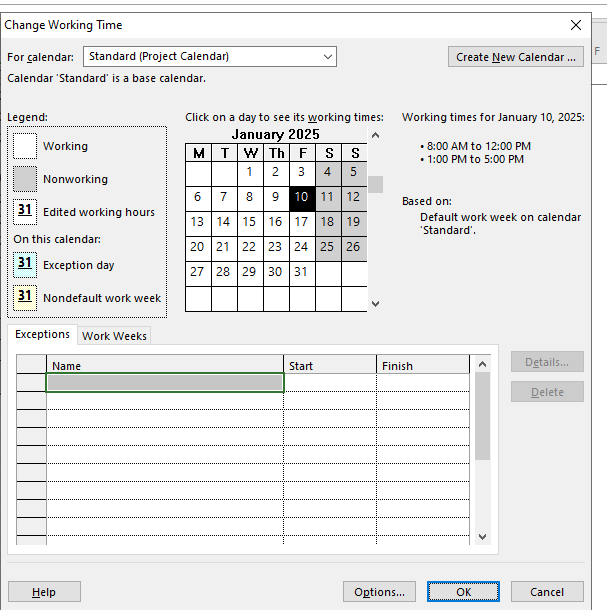 Change Working Time
For calendar: Standard (Project Calendar) Create New Calendar ...
F
Calendar 'Standard' is a base calendar.
Legend:
Working
Nonworking
31 Edited working hours
On this calendar:
31 Exception day
31 Nondefault work week
Click on a day to see its working times:
January 2025
M T W Th F S S
1 2 3 4 5
6 7 8 9 10 11 12
13 14 15 16 17 18 19
20 21 22 23 24 25 26
27 28 29 30 31
Working times for January 10, 2025:
• 8:00 AM to 12:00 PM
• 1:00 PM to 5:00 PM
Based on:
Default work week on calendar
'Standard'.
Exceptions Work Weeks
Name Start Finish
Details...
Delete
Help Options... OK Cancel